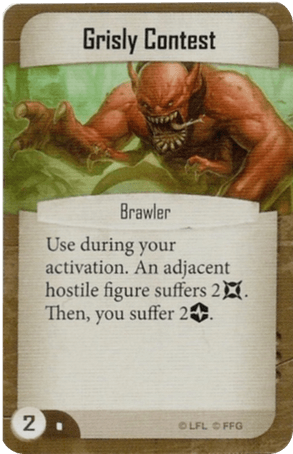 Grisly Contest
Brawler
Use during your
activation. An adjacent
hostile figure suffers 2.
Then, you suffer 2.
2
© LFL © FFG